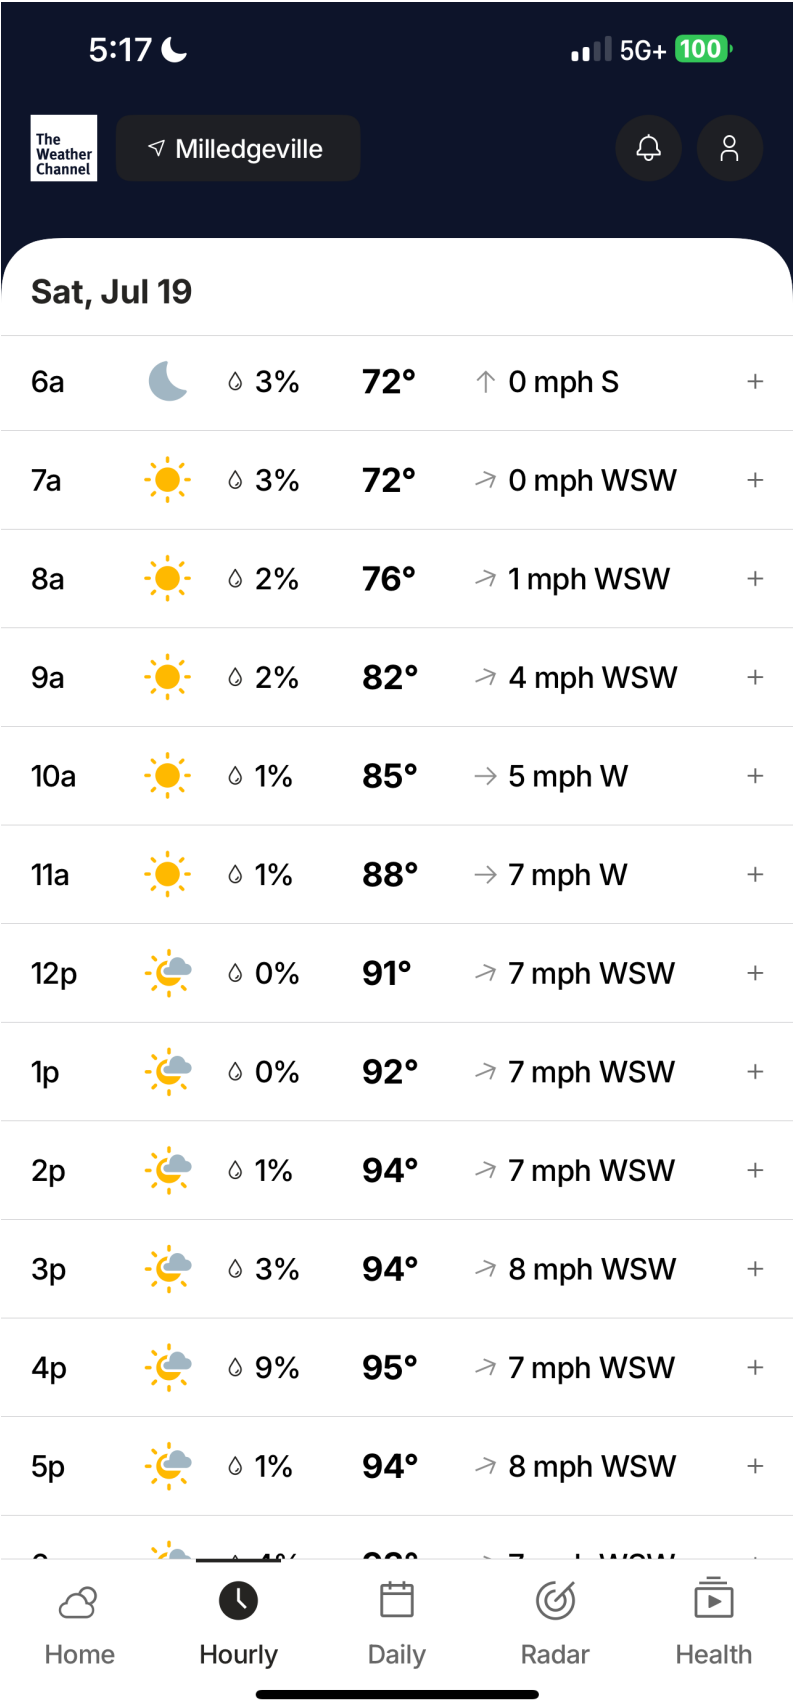 5:17 5G+ 100
The
Weather
Channel
Milledgeville
Sat, Jul 19
6a 3% 72° 0 mph S +
7a 3% 72° 0 mph WSW +
8a 2% 76° 1 mph WSW +
9a 2% 82° 4 mph WSW +
10a 1% 85° 5 mph W +
11a 1% 88° 7 mph W +
12p 0% 91° 7 mph WSW +
1p 0% 92° 7 mph WSW +
2p 1% 94° 7 mph WSW +
3p 3% 94° 8 mph WSW +
4p 9% 95° 7 mph WSW +
5p 1% 94° 8 mph WSW +
Home Hourly Daily Radar Health